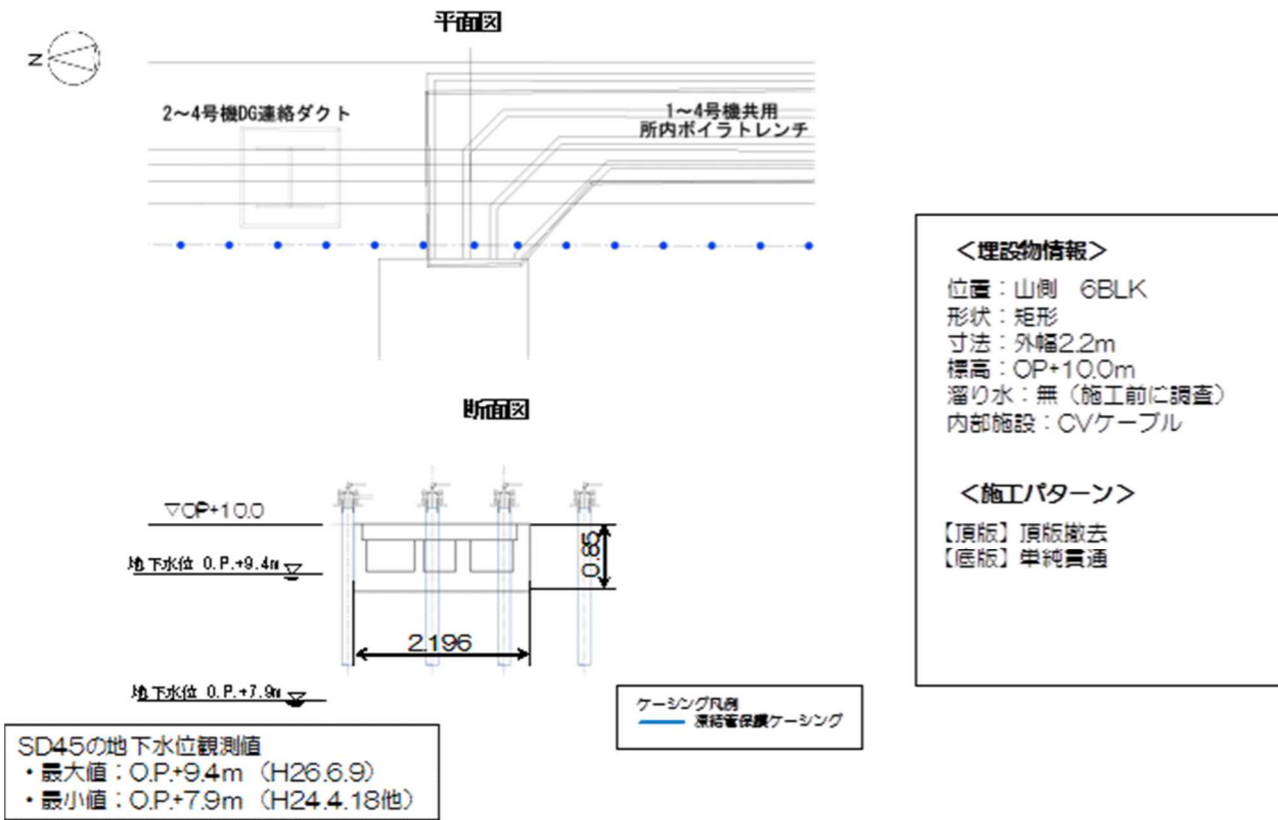 平面図
N
2～4号機DG連絡ダクト
1～4号機共用
所内ボイラトレンチ
断面図
▽OP+10.0
地下水位 O.P.+9.4m
0.85
2.196
地下水位 O.P.+7.9m
ケーシング凡例
凍結管保護ケーシング
SD45の地下水位観測値
・最大値：O.P.+9.4m（H26.6.9）
・最小値：O.P.+7.9m（H24.4.18他）
＜埋設物情報＞
位置：山側　6BLK
形状：矩形
寸法：外幅2.2m
標高：OP+10.0m
溜り水：無（施工前に調査）
内部施設：CVケーブル
＜施工パターン＞
【頂版】頂版撤去
【底版】単純貫通